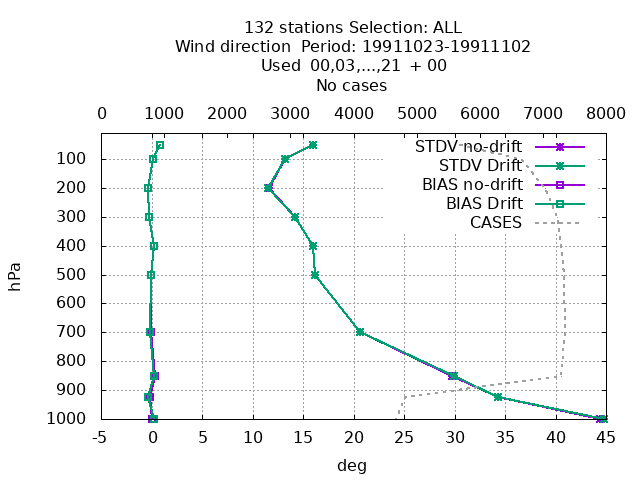 132 stations Selection: ALL
Wind direction  Period: 19911023-19911102
Used  00,03,...,21  + 00
No cases
0 1000 2000 3000 4000 5000 6000 7000 8000
STDV no-drift
STDV Drift
BIAS no-drift
BIAS Drift
CASES
100
200
300
400
500
600
700
800
900
1000
hPa
-5 0 5 10 15 20 25 30 35 40 45
deg